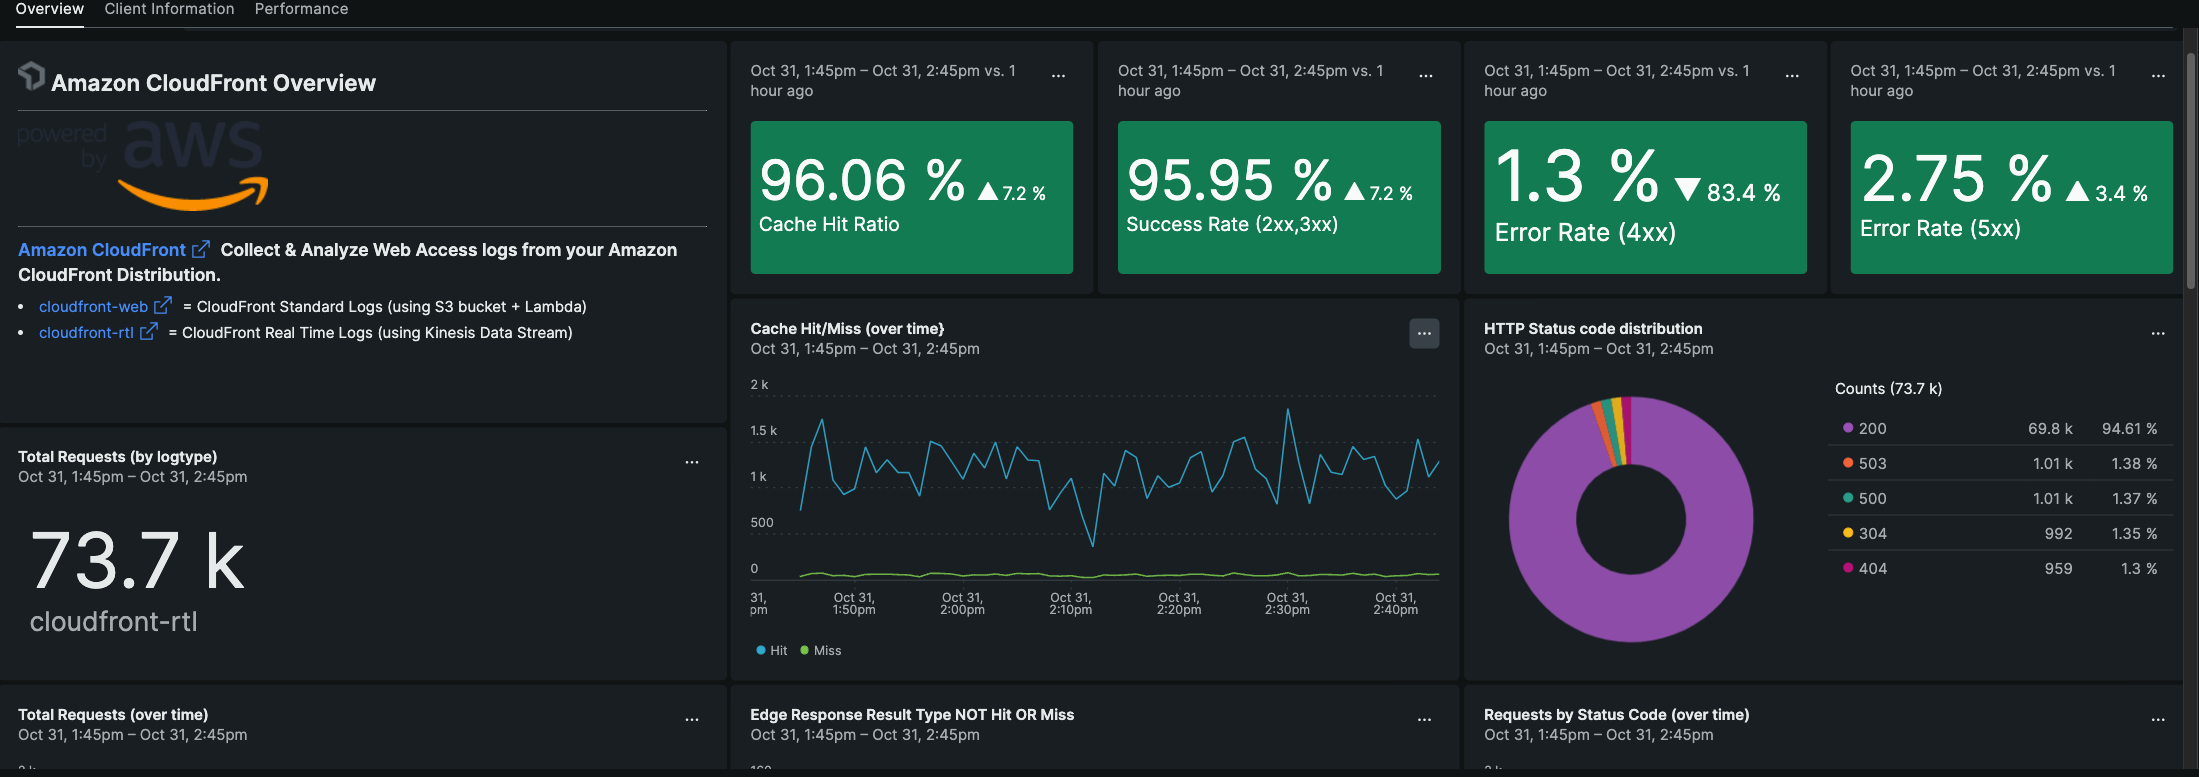 Overview Client Information Performance
Amazon CloudFront Overview
powered
by
aws
Amazon CloudFront Collect & Analyze Web Access logs from your Amazon
CloudFront Distribution.
• cloudfront-web = CloudFront Standard Logs (using S3 bucket + Lambda)
• cloudfront-rtl = CloudFront Real Time Logs (using Kinesis Data Stream)
Oct 31, 1:45pm – Oct 31, 2:45pm vs. 1
hour ago
...
96.06 % ▲ 7.2 %
Cache Hit Ratio
Oct 31, 1:45pm – Oct 31, 2:45pm vs. 1
hour ago
...
95.95 % ▲ 7.2 %
Success Rate (2xx,3xx)
Oct 31, 1:45pm – Oct 31, 2:45pm vs. 1
hour ago
...
1.3 % ▼ 83.4 %
Error Rate (4xx)
Oct 31, 1:45pm – Oct 31, 2:45pm vs. 1
hour ago
...
2.75 % ▲ 3.4 %
Error Rate (5xx)
Total Requests (by logtype)
Oct 31, 1:45pm – Oct 31, 2:45pm
...
73.7 k
cloudfront-rtl
Cache Hit/Miss (over time}
Oct 31, 1:45pm – Oct 31, 2:45pm
...
2 k
1.5 k
1 k
500
0
31, Oct 31, Oct 31, Oct 31, Oct 31, Oct 31, Oct 31,
pm 1:50pm 2:00pm 2:10pm 2:20pm 2:30pm 2:40pm
Hit Miss
HTTP Status code distribution
Oct 31, 1:45pm – Oct 31, 2:45pm
...
Counts (73.7 k)
200 69.8 k 94.61 %
503 1.01 k 1.38 %
500 1.01 k 1.37 %
304 992 1.35 %
404 959 1.3 %
Total Requests (over time)
Oct 31, 1:45pm – Oct 31, 2:45pm
...
Edge Response Result Type NOT Hit OR Miss
Oct 31, 1:45pm – Oct 31, 2:45pm
...
Requests by Status Code (over time)
Oct 31, 1:45pm – Oct 31, 2:45pm
...